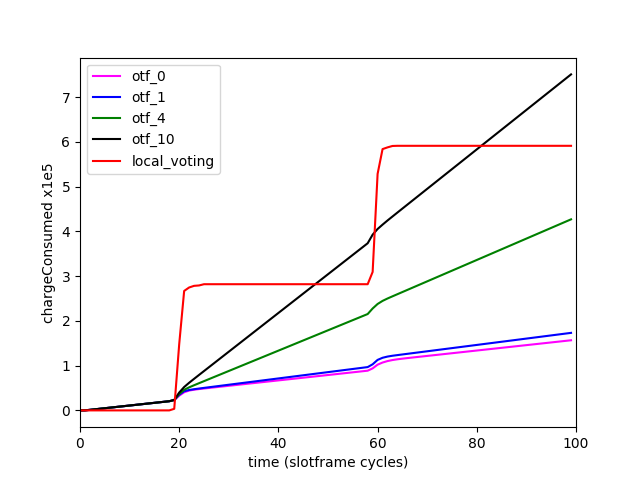 otf_0
otf_1
otf_4
otf_10
local_voting
chargeConsumed x1e5
7
6
5
4
3
2
1
0
0 20 40 60 80 100
time (slotframe cycles)